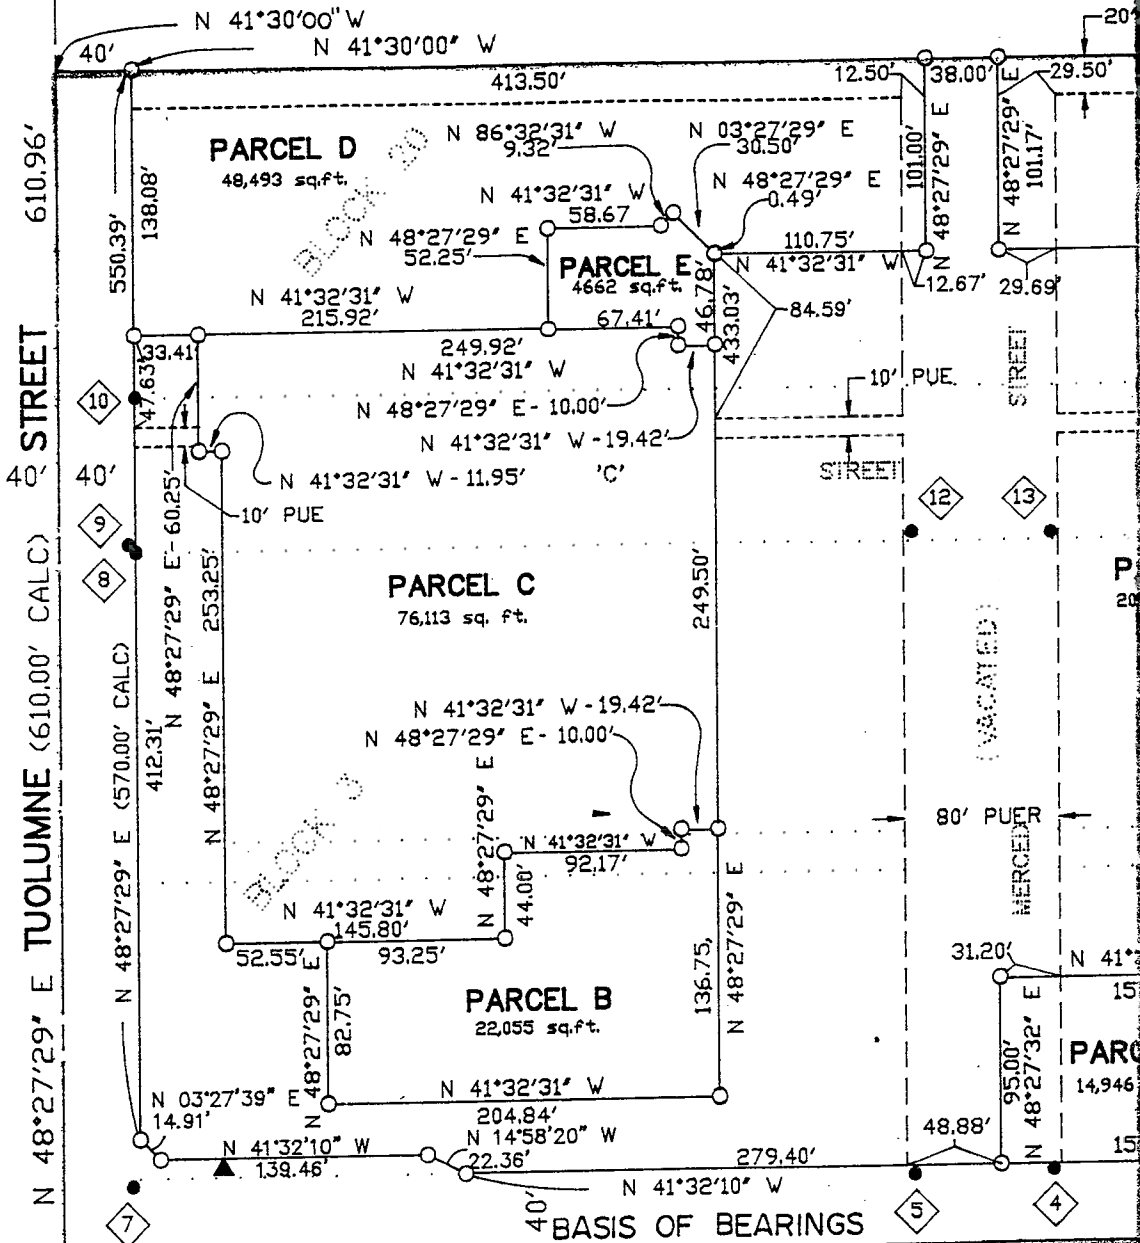 N 41°30'00" W
N 41°30'00" W
20'
40'
413.50'
12.50'
38.00'
29.50'
PARCEL D
48,493 sq.ft.
BLOCK 20
N 86°32'31" W
9.32'
N 03°27'29" E
30.50'
N 41°32'31" W
58.67
N 48°27'29" E
0.49'
N 48°27'29" E
52.25'
PARCEL E
4662 sq.ft.
110.75'
N 41°32'31" W
101.00'
N 48°27'29" E
N 48°27'29" E
101.17'
12.67'
29.69'
610.96'
550.39'
138.08'
N 41°32'31" W
215.92'
67.41'
46.78'
433.03'
84.59'
33.41'
249.92'
N 41°32'31" W
47.63'
10
N 48°27'29" E - 10.00'
N 41°32'31" W - 19.42'
10' PUE
STREET
STREET
'C'
40'
40'
N 41°32'31" W - 11.95'
10' PUE
N 48°27'29" E - 60.25'
9
8
12
13
PARCEL C
76,113 sq. ft.
253.25'
N 48°27'29" E
249.50'
(VACATED)
P
20
N 48°27'29" E TUOLUMNE (610.00' CALC) STREET
N 48°27'29" E (570.00' CALC)
412.31'
N 41°32'31" W - 19.42'
N 48°27'29" E - 10.00'
BLOCK 5
80' PUER
MERCED
N 41°32'31" W
92.17'
N 48°27'29" E
44.00'
N 41°32'31" W
145.80'
52.55'
93.25'
31.20'
N 41°
15
PARCEL B
22,055 sq.ft.
N 48°27'29" E
82.75'
136.75,
N 48°27'29" E
95.00'
N 48°27'32" E
PARC
14,946
N 41°32'31" W
204.84'
N 03°27'39" E
14.91'
N 41°32'10" W
139.46'
N 14°58'20" W
22.36'
279.40'
48.88'
15
N 41°32'10" W
7
40'
BASIS OF BEARINGS
5
4